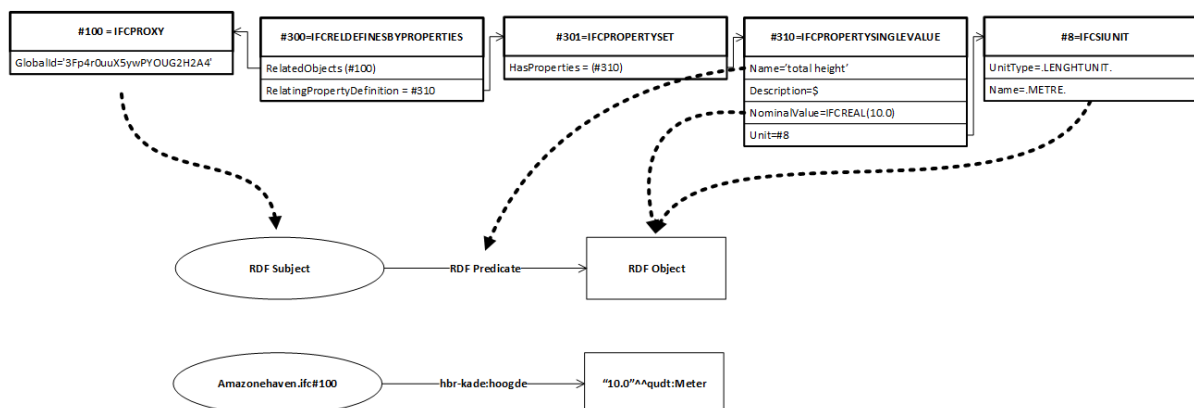 #100 = IFCPROXY
GlobalId='3Fp4r0uuX5ywPYOUG2H2A4'
#300=IFCRELDEFINESBYPROPERTIES
RelatedObjects (#100)
RelatingPropertyDefinition = #310
#301=IFCPROPERTYSET
HasProperties = (#310)
#310=IFCPROPERTYSINGLEVALUE
Name='total height'
Description=$
NominalValue=IFCREAL(10.0)
Unit=#8
#8=IFCSIUNIT
UnitType=.LENGHTUNIT.
Name=.METRE.
RDF Subject
RDF Predicate
RDF Object
Amazonehaven.ifc#100
hbr-kade:hoogde
“10.0”^^qudt:Meter